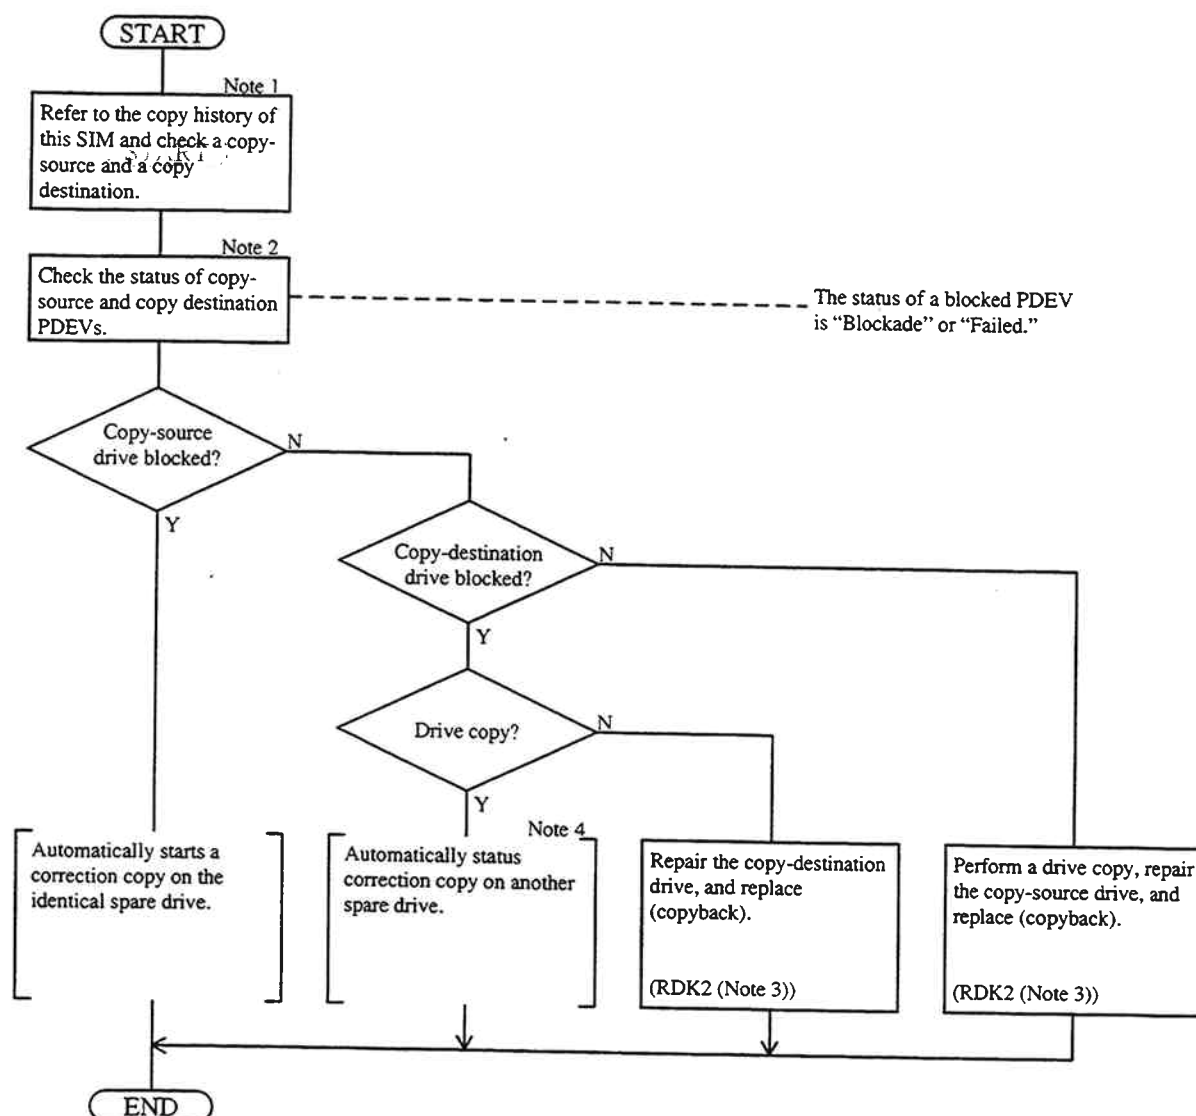 START
Note 1
Refer to the copy history of
this SIM and check a copy-
source and a copy
destination.
Note 2
Check the status of copy-
source and copy destination
PDEVs.
The status of a blocked PDEV
is “Blockade” or “Failed.”
Copy-source
drive blocked?
N
Y
Copy-destination
drive blocked?
N
Y
Drive copy?
N
Y
Automatically starts a
correction copy on the
identical spare drive.
Note 4
Automatically status
correction copy on another
spare drive.
Repair the copy-destination
drive, and replace
(copyback).
(RDK2 (Note 3))
Perform a drive copy, repair
the copy-source drive, and
replace (copyback).
(RDK2 (Note 3))
END